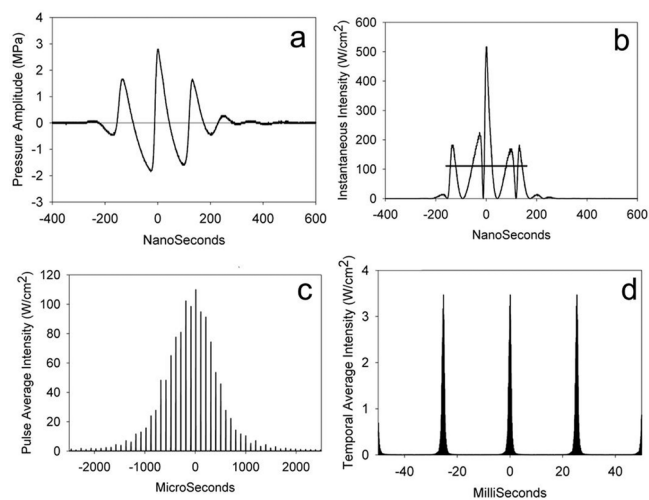 a
Pressure Amplitude (MPa)
4
3
2
1
0
-1
-2
-3
-400 -200 0 200 400 600
NanoSeconds
b
Instantaneous Intensity (W/cm²)
600
500
400
300
200
100
0
-400 -200 0 200 400 600
NanoSeconds
c
Pulse Average Intensity (W/cm²)
120
100
80
60
40
20
0
-2000 -1000 0 1000 2000
MicroSeconds
d
Temporal Average Intensity (W/cm²)
4
3
2
1
0
-40 -20 0 20 40
MilliSeconds